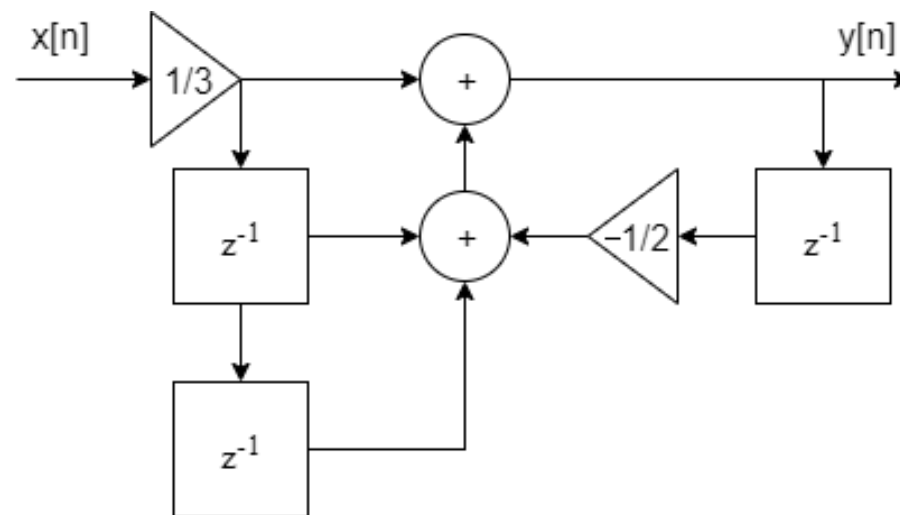 x[n]
y[n]
1/3
+
z⁻¹
+
−1/2
z⁻¹
z⁻¹